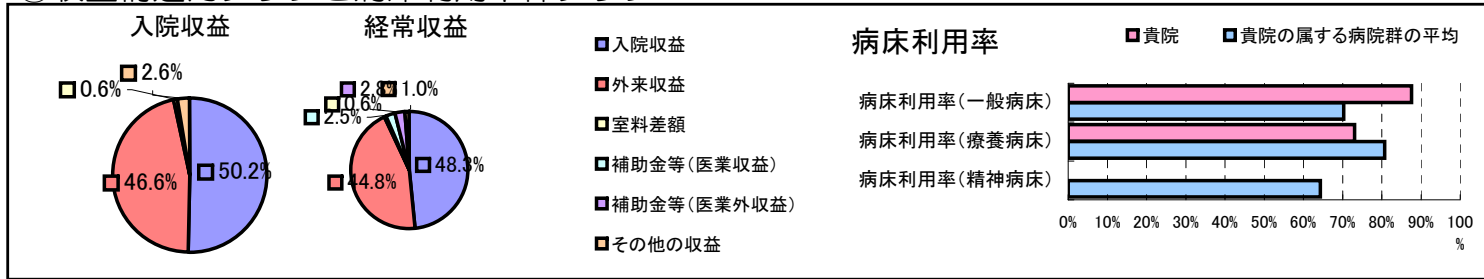 入院収益
2.6%
0.6%
46.6%
50.2%
経常収益
2.8%
1.0%
0.6%
2.5%
44.8%
48.3%
入院収益
外来収益
室料差額
補助金等(医業収益)
補助金等(医業外収益)
その他の収益
病床利用率
貴院
貴院の属する病院群の平均
病床利用率(一般病床)
病床利用率(療養病床)
病床利用率(精神病床)
0% 10% 20% 30% 40% 50% 60% 70% 80% 90% 100
%